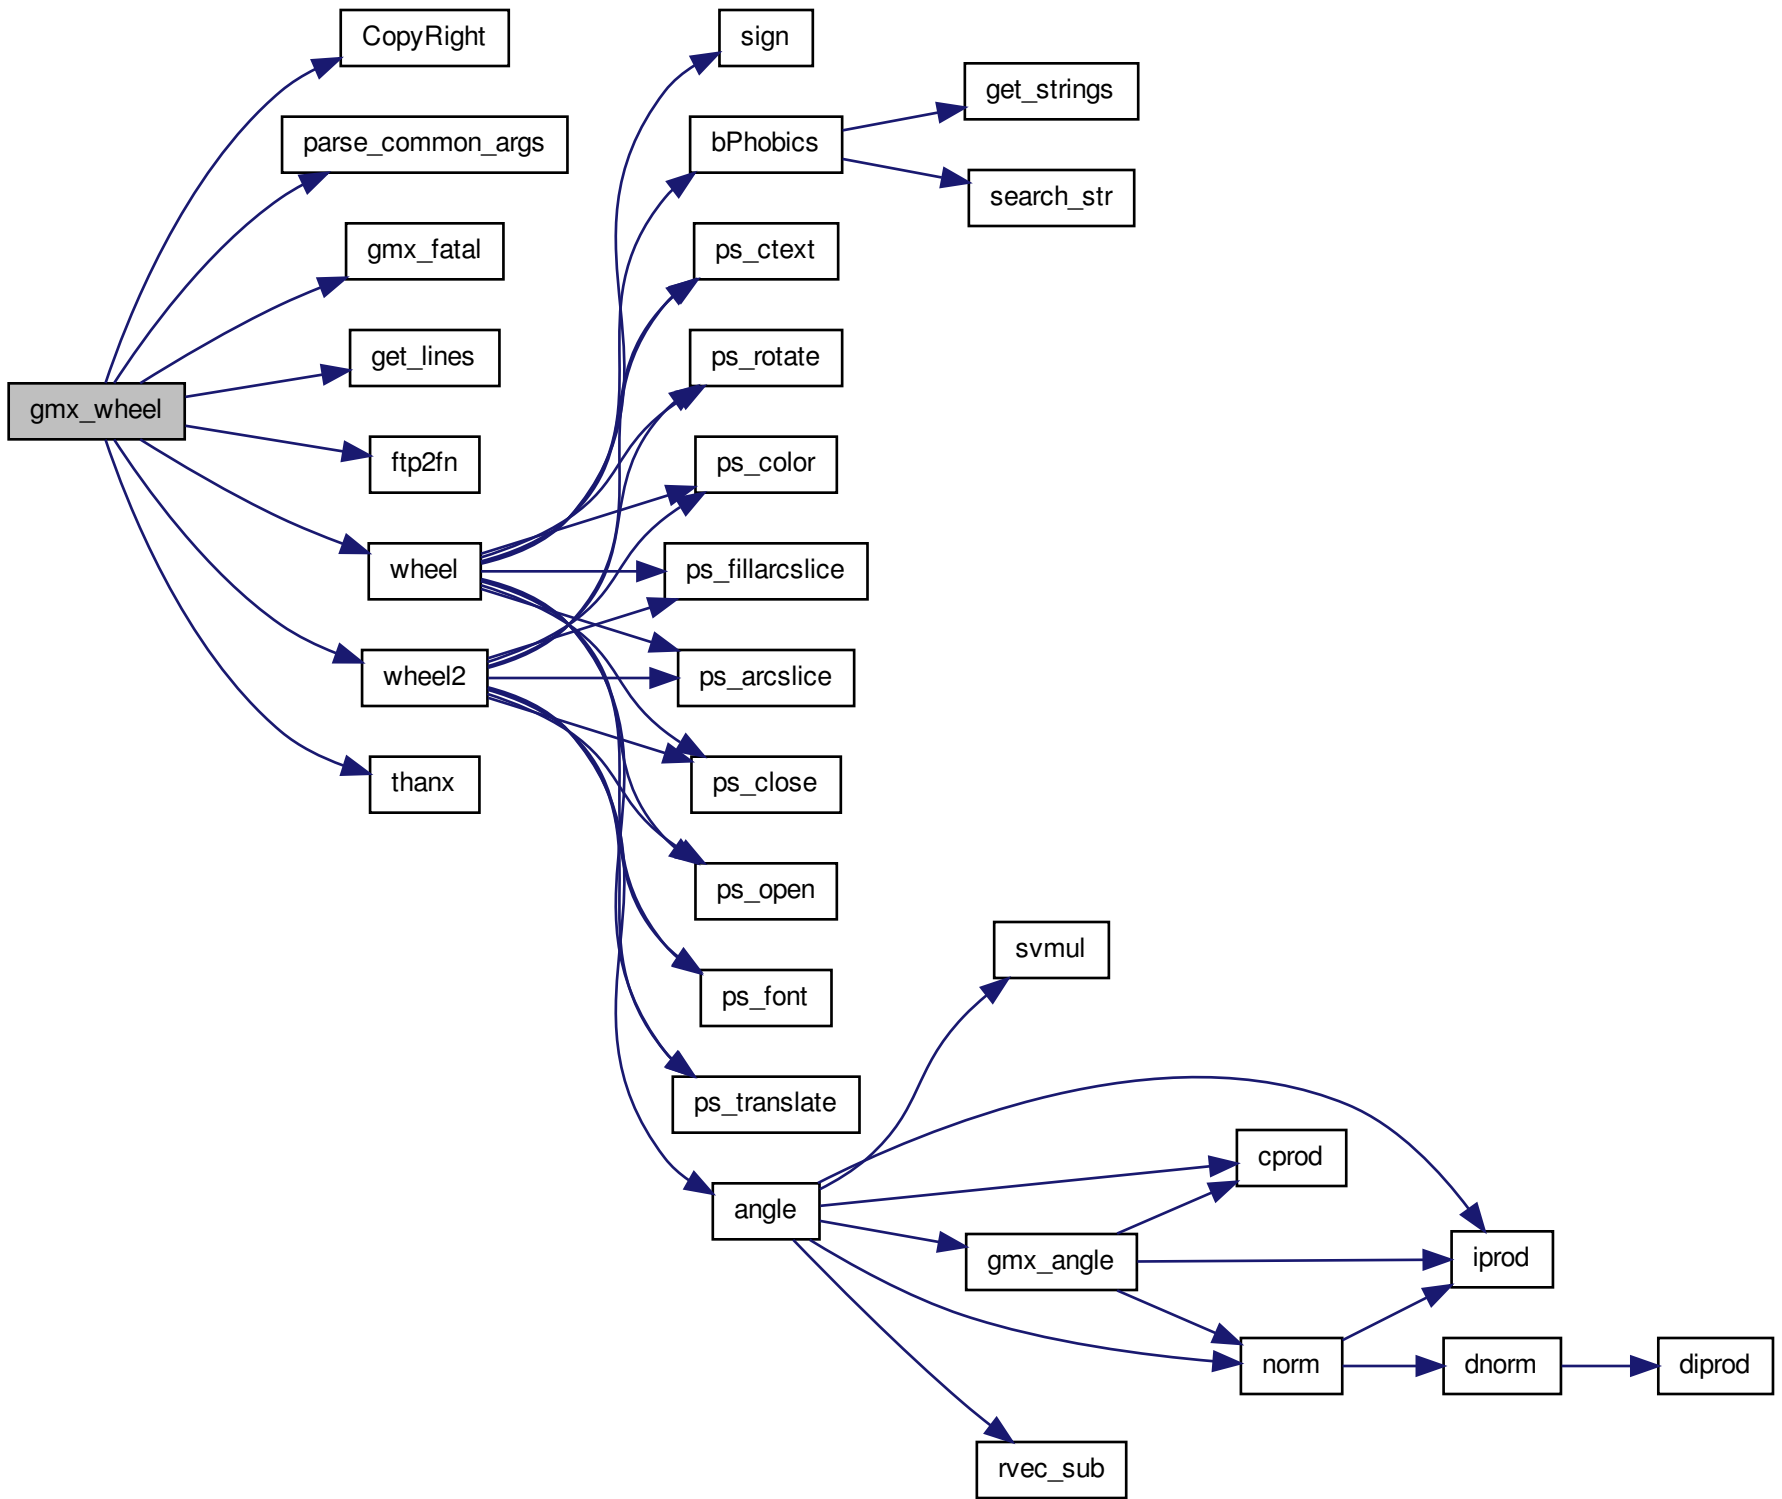 gmx_wheel
CopyRight
parse_common_args
gmx_fatal
get_lines
ftp2fn
wheel
wheel2
thanx
sign
bPhobics
ps_ctext
ps_rotate
ps_color
ps_fillarcslice
ps_arcslice
ps_close
ps_open
ps_font
ps_translate
angle
get_strings
search_str
svmul
gmx_angle
rvec_sub
cprod
norm
iprod
dnorm
diprod